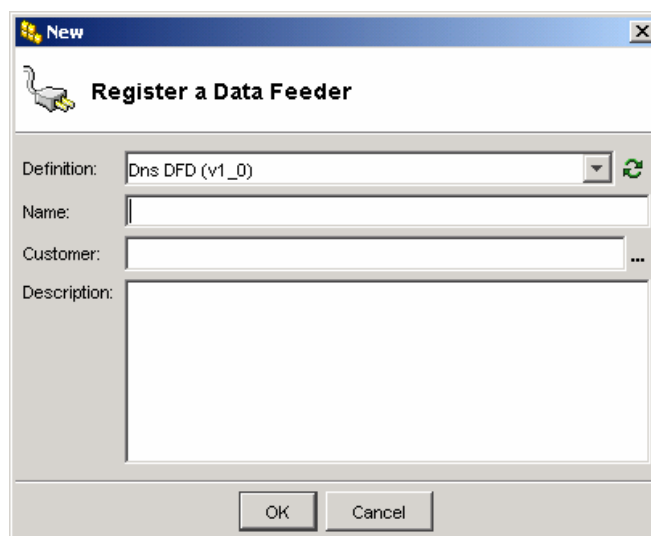 New
Register a Data Feeder
Definition: Dns DFD (v1_0)
Name:
Customer: ...
Description:
OK Cancel